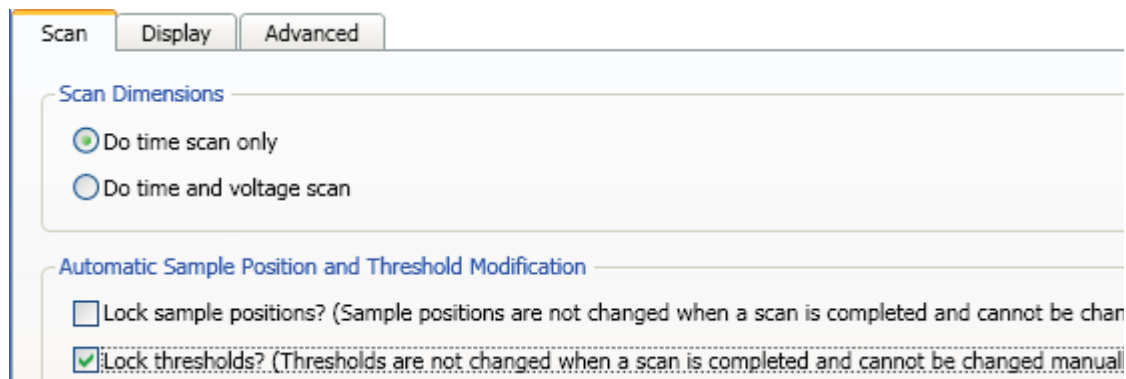 Scan Display Advanced
Scan Dimensions
Do time scan only
Do time and voltage scan
Automatic Sample Position and Threshold Modification
Lock sample positions? (Sample positions are not changed when a scan is completed and cannot be
Lock thresholds? (Thresholds are not changed when a scan is completed and cannot be changed